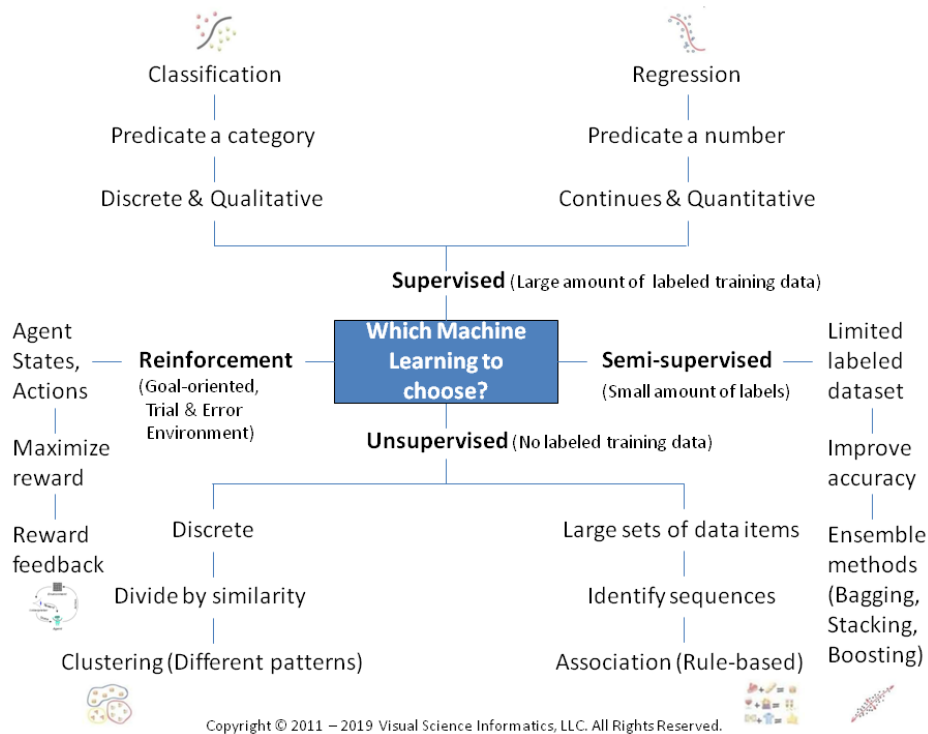 Classification
Predicate a category
Discrete & Qualitative
Regression
Predicate a number
Continues & Quantitative
Supervised (Large amount of labeled training data)
Which Machine
Learning to
choose?
Agent
States,
Actions
Maximize
reward
Reward
feedback
Reinforcement
(Goal-oriented,
Trial & Error
Environment)
Semi-supervised
(Small amount of labels)
Limited
labeled
dataset
Improve
accuracy
Ensemble
methods
(Bagging,
Stacking,
Boosting)
Unsupervised (No labeled training data)
Discrete
Divide by similarity
Clustering (Different patterns)
Large sets of data items
Identify sequences
Association (Rule-based)
Copyright © 2011 – 2019 Visual Science Informatics, LLC. All Rights Reserved.